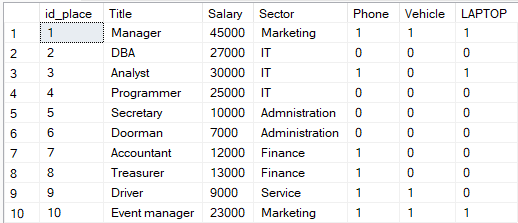 id_place Title Salary Sector Phone Vehicle LAPTOP
1 1 Manager 45000 Marketing 1 1 1
2 2 DBA 27000 IT 0 0 0
3 3 Analyst 30000 IT 1 0 1
4 4 Programmer 25000 IT 0 0 0
5 5 Secretary 10000 Admnistration 0 0 0
6 6 Doorman 7000 Administration 0 0 0
7 7 Accountant 12000 Finance 1 0 0
8 8 Treasurer 13000 Finance 1 0 0
9 9 Driver 9000 Service 1 1 0
10 10 Event manager 23000 Marketing 1 1 1